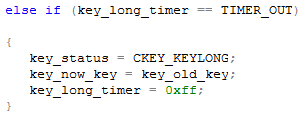 else if (key_long_timer == TIMER_OUT)
{
key_status = CKEY_KEYLONG;
key_now_key = key_old_key;
key_long_timer = 0xff;
}